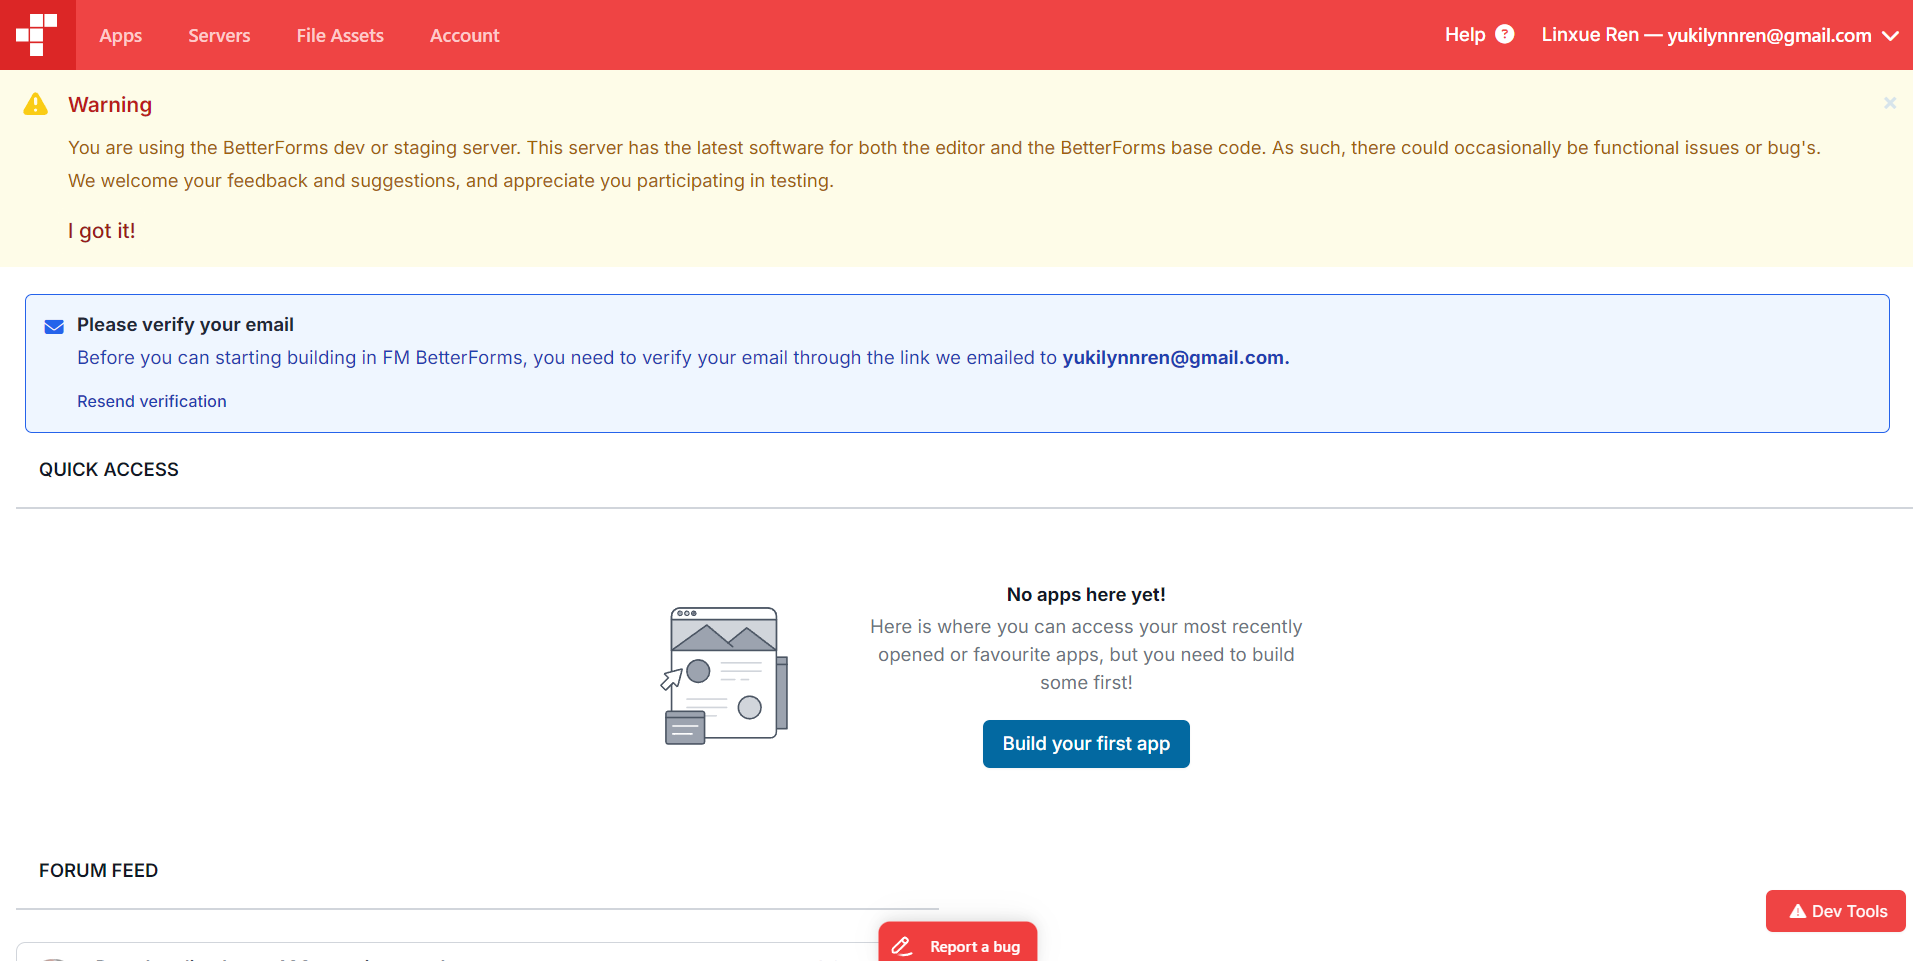 Apps
Servers
File Assets
Account
Help ?
Linxue Ren — yukilynnren@gmail.com
Warning
You are using the BetterForms dev or staging server. This server has the latest software for both the editor and the BetterForms base code. As such, there could occasionally be functional issues or bug's.
We welcome your feedback and suggestions, and appreciate you participating in testing.
I got it!
Please verify your email
Before you can starting building in FM BetterForms, you need to verify your email through the link we emailed to yukilynnren@gmail.com.
Resend verification
QUICK ACCESS
No apps here yet!
Here is where you can access your most recently
opened or favourite apps, but you need to build
some first!
Build your first app
FORUM FEED
Dev Tools
Report a bug